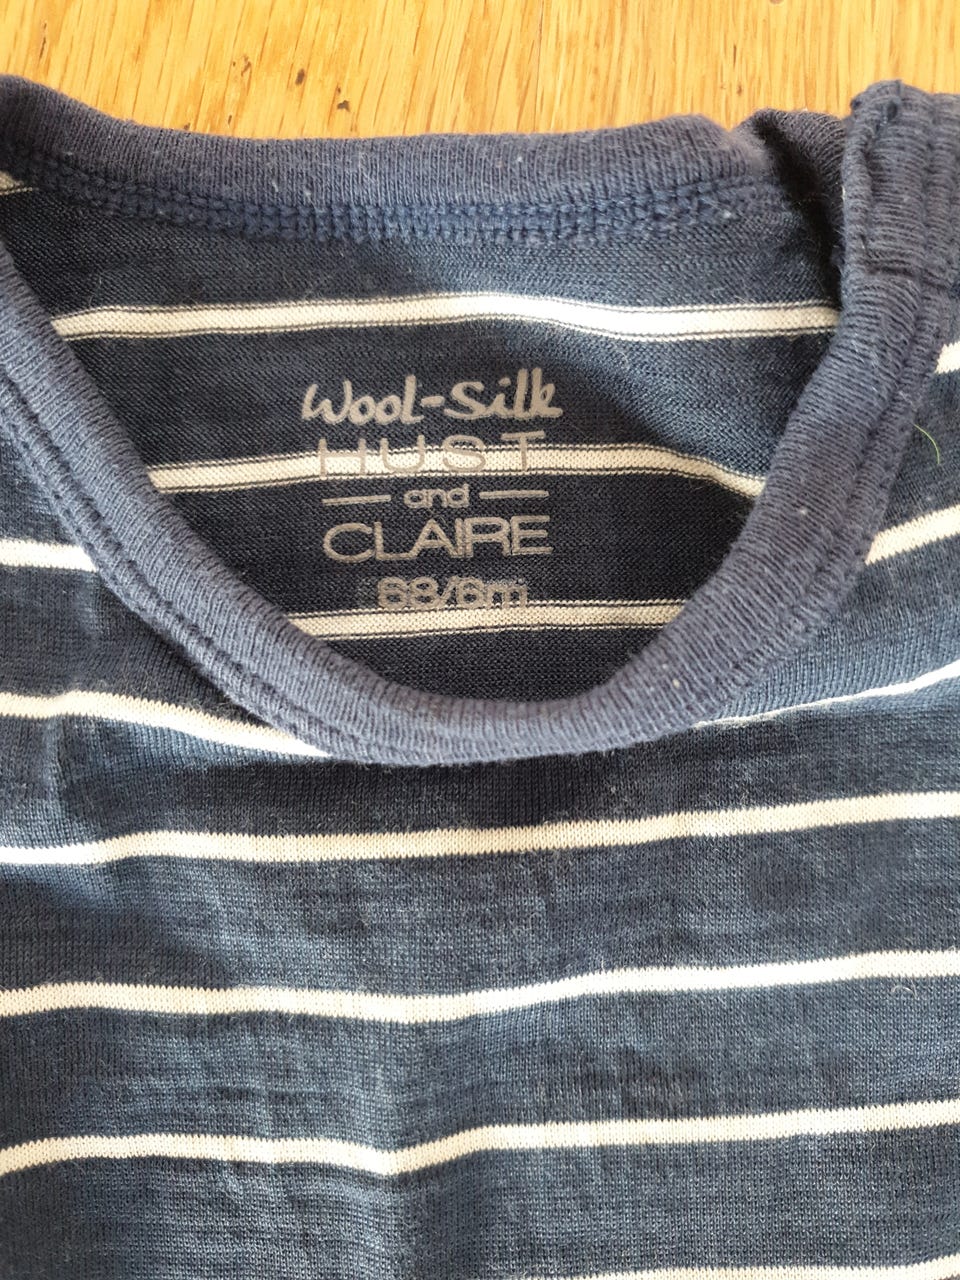 Wool-Silk
HUST
and
CLAIRE
68/6m